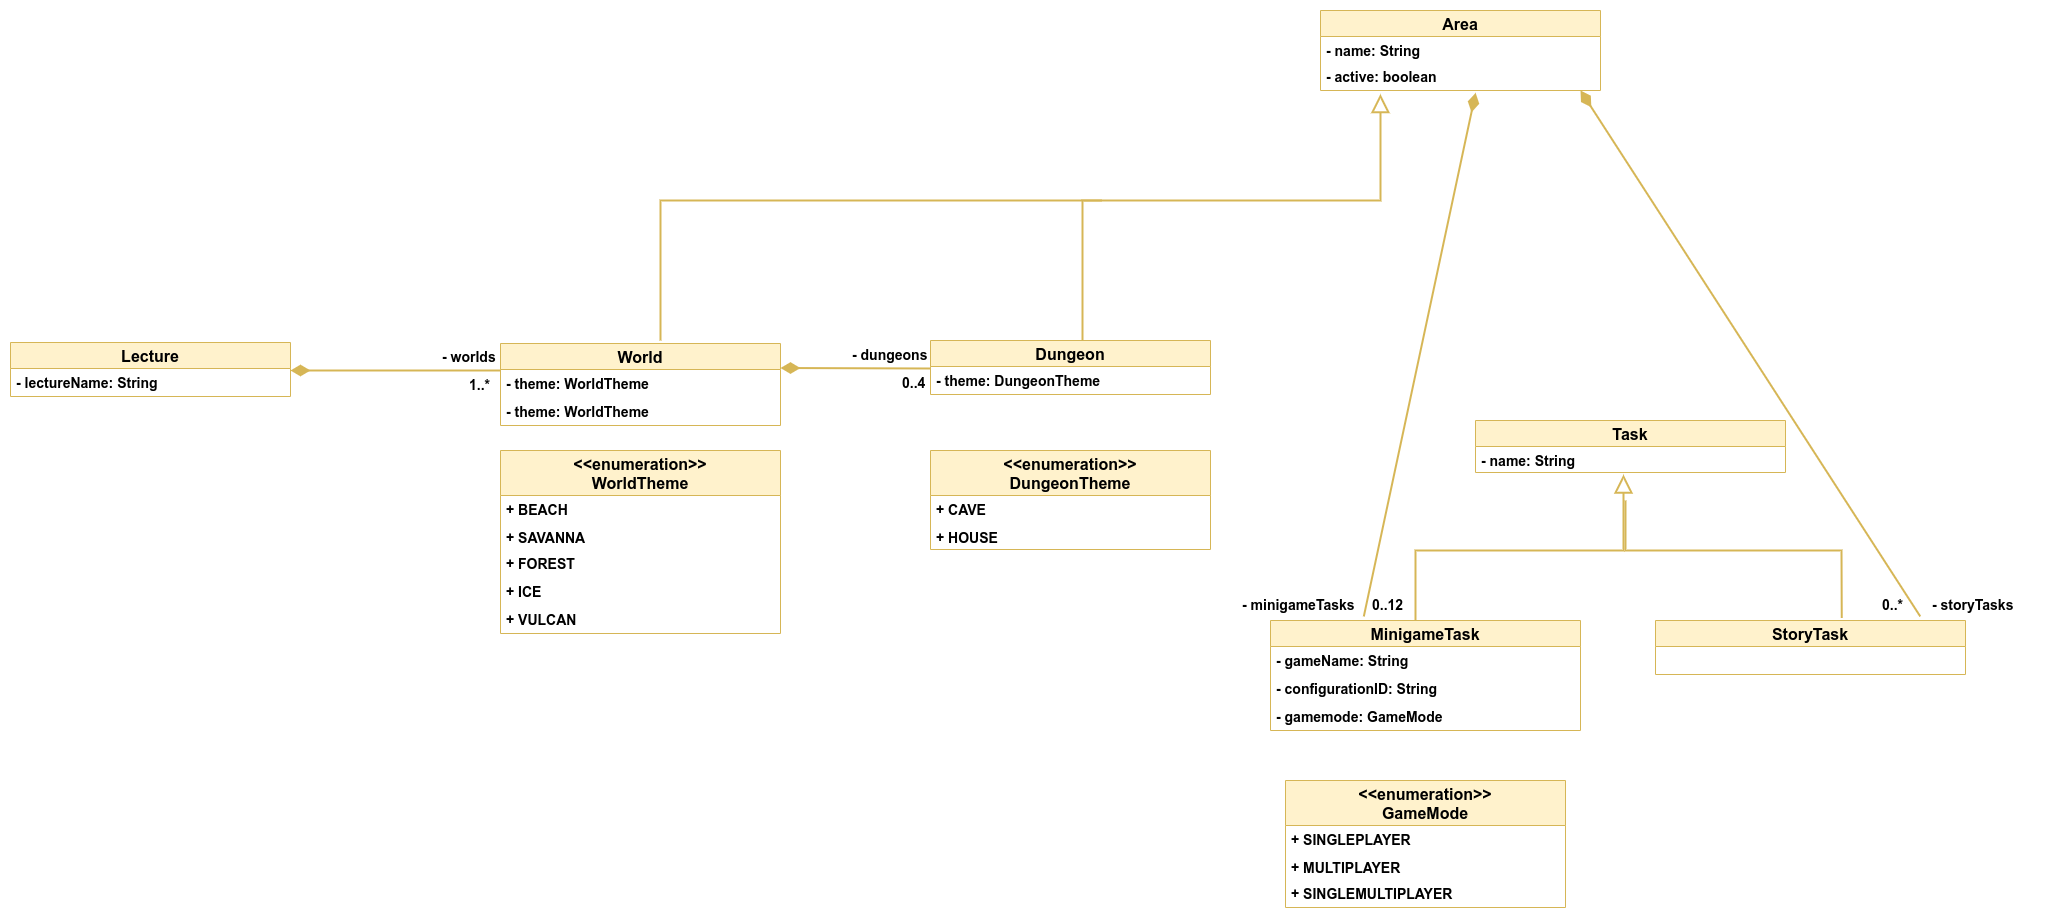 Area
- name: String
- active: boolean
Lecture
- lectureName: String
- worlds
1..*
World
- theme: WorldTheme
- theme: WorldTheme
- dungeons
0..4
Dungeon
- theme: DungeonTheme
<<enumeration>>
WorldTheme
+ BEACH
+ SAVANNA
+ FOREST
+ ICE
+ VULCAN
<<enumeration>>
DungeonTheme
+ CAVE
+ HOUSE
Task
- name: String
- minigameTasks
0..12
0..*
- storyTasks
MinigameTask
- gameName: String
- configurationID: String
- gamemode: GameMode
StoryTask
<<enumeration>>
GameMode
+ SINGLEPLAYER
+ MULTIPLAYER
+ SINGLEMULTIPLAYER